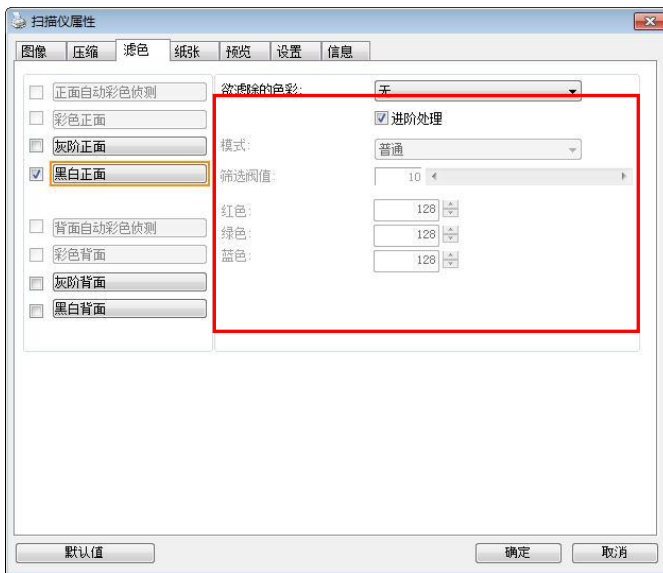 扫描仪属性
图像 压缩 滤色 纸张 预览 设置 信息
正面自动彩色侦测
彩色正面
灰阶正面
黑白正面
背面自动彩色侦测
彩色背面
灰阶背面
黑白背面
欲滤除的色彩: 无
进阶处理
模式: 普通
筛选阀值: 10
红色: 128
绿色: 128
蓝色: 128
默认值 确定 取消